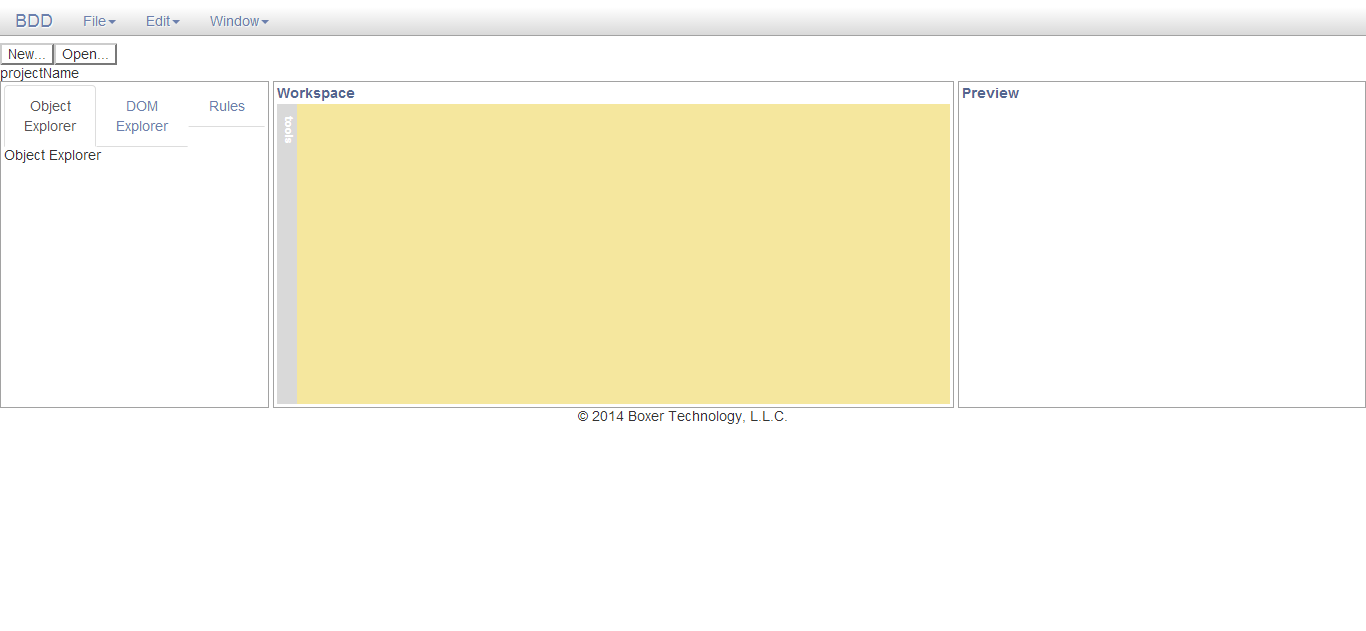 BDD File Edit Window
New... Open...
projectName
Object Explorer
DOM Explorer
Rules
Object Explorer
Workspace
tools
Preview
© 2014 Boxer Technology, L.L.C.